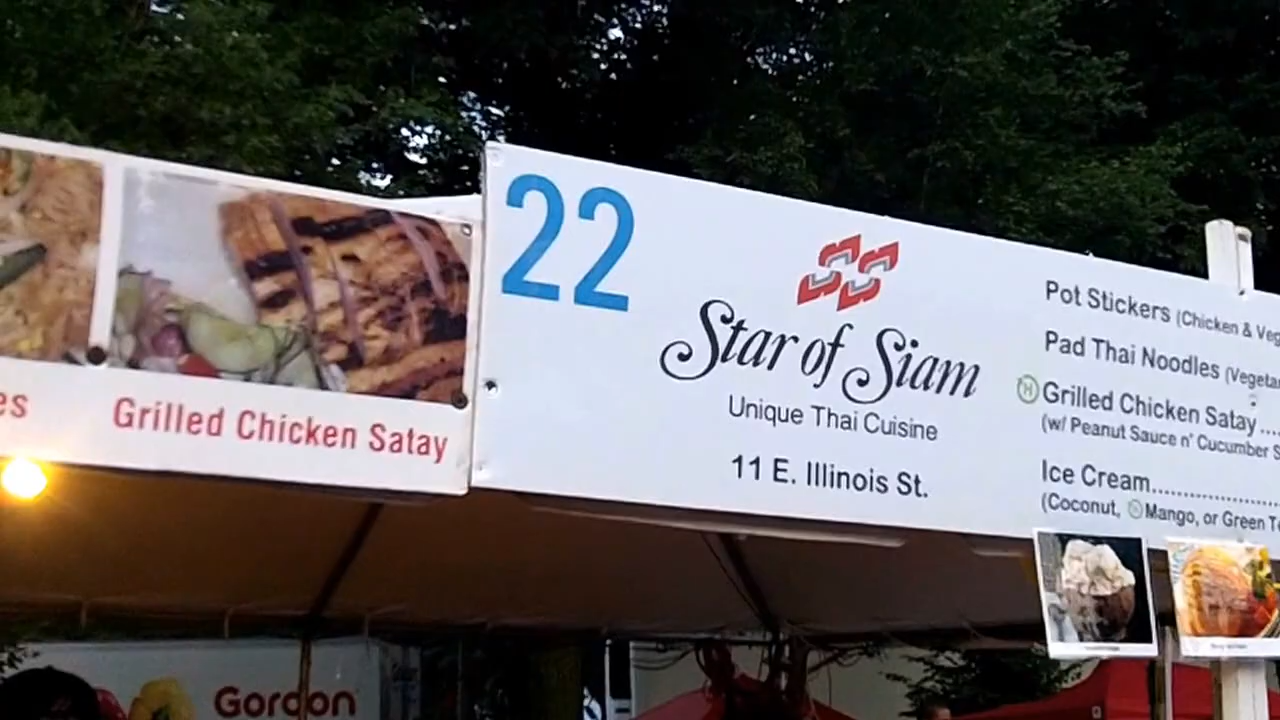 es
Grilled Chicken Satay
22
Star of Siam
Unique Thai Cuisine
11 E. Illinois St.
Pot Stickers (Chicken & Veg
Pad Thai Noodles (Vegeta
H Grilled Chicken Satay ....
(w/ Peanut Sauce n' Cucumber S
Ice Cream......................
(Coconut, H Mango, or Green Te
Gordon